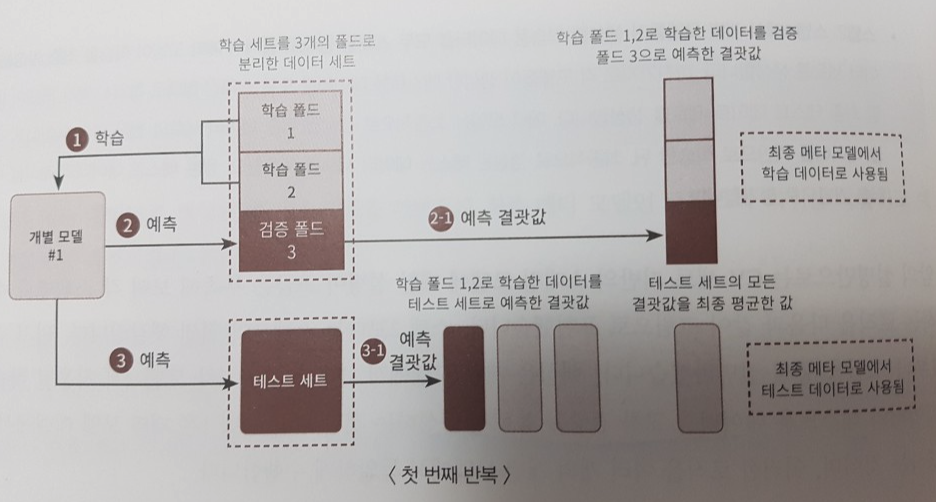 학습 세트를 3개의 폴드로
분리한 데이터 세트
학습 폴드 1,2로 학습한 데이터를 검증
폴드 3으로 예측한 결괏값
1 학습
학습 폴드
1
학습 폴드
2
검증 폴드
3
개별 모델
#1
2 예측
2-1 예측 결괏값
최종 메타 모델에서
학습 데이터로 사용됨
학습 폴드 1,2로 학습한 데이터를
테스트 세트로 예측한 결괏값
테스트 세트의 모든
결괏값을 최종 평균한 값
3 예측
테스트 세트
3-1 예측
결괏값
최종 메타 모델에서
테스트 데이터로 사용됨
〈 첫 번째 반복 〉